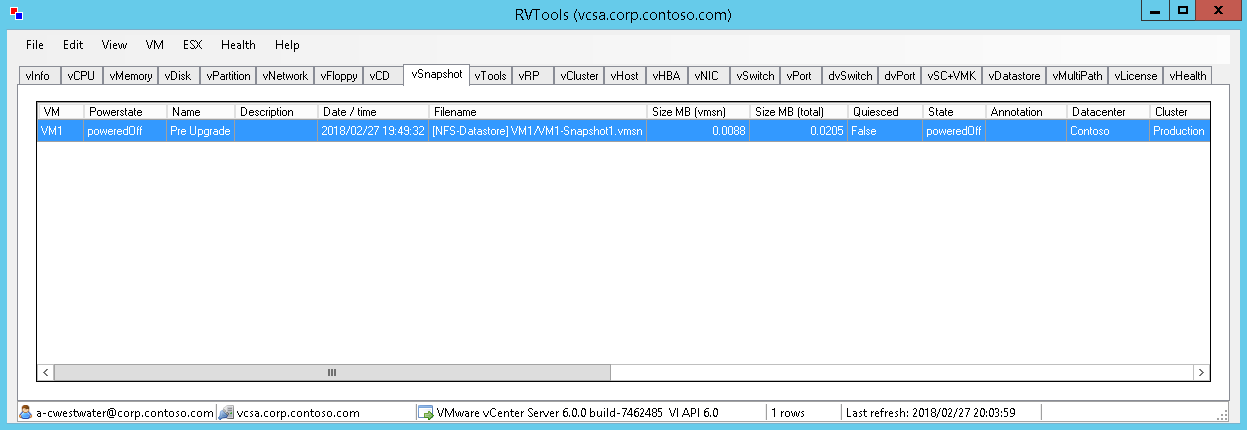 RVTools (vcsa.corp.contoso.com)
File Edit View VM ESX Health Help
vInfo vCPU vMemory vDisk vPartition vNetwork vFloppy vCD vSnapshot vTools vRP vCluster vHost vHBA vNIC vSwitch vPort dvSwitch dvPort vSC+VMK vDatastore vMultiPath vLicense vHealth
VM Powerstate Name Description Date / time Filename Size MB (vmsn) Size MB (total) Quiesced State Annotation Datacenter Cluster
VM1 poweredOff Pre Upgrade 2018/02/27 19:49:32 [NFS-Datastore] VM1/VM1-Snapshot1.vmsn 0.0088 0.0205 False poweredOff Contoso Production
a-cwestwater@corp.contoso.com vcsa.corp.contoso.com VMware vCenter Server 6.0.0 build-7462485 VI API 6.0 1 rows Last refresh: 2018/02/27 20:03:59